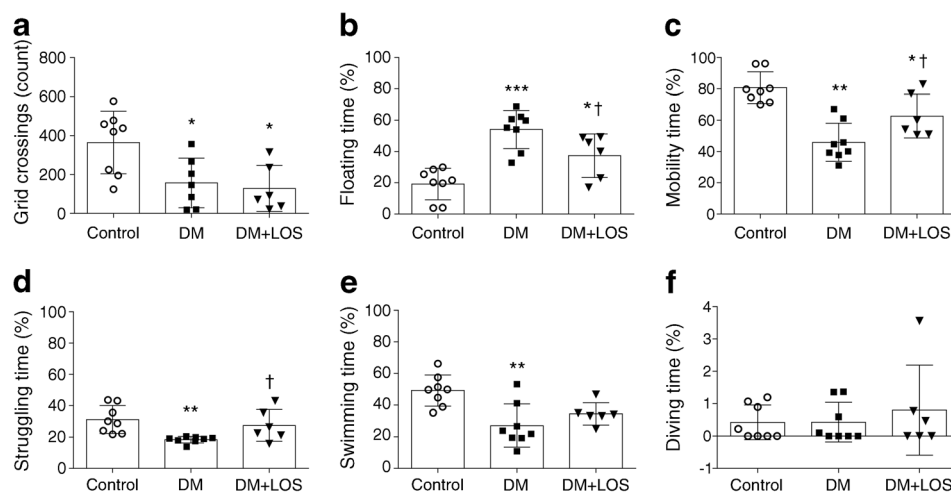 a
Grid crossings (count)
800
600
400
200
0
*
*
Control DM DM+LOS
b
Floating time (%)
100
80
60
40
20
0
***
*†
Control DM DM+LOS
c
Mobility time (%)
100
80
60
40
20
0
**
*†
Control DM DM+LOS
d
Struggling time (%)
100
80
60
40
20
0
**
†
Control DM DM+LOS
e
Swimming time (%)
100
80
60
40
20
0
**
Control DM DM+LOS
f
Diving time (%)
4
3
2
1
0
-1
Control DM DM+LOS